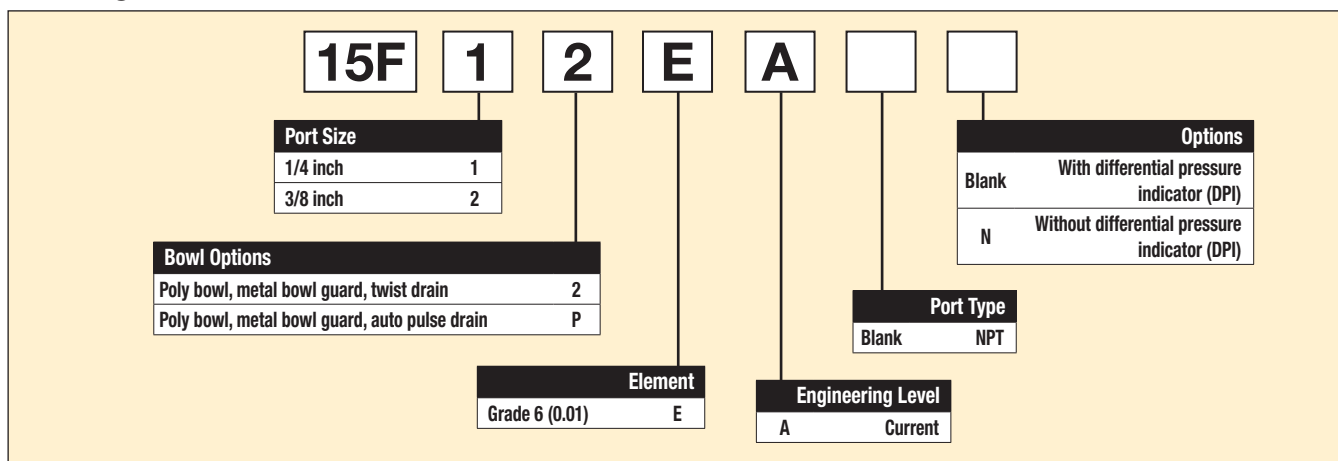 15F 1 2 E A
Port Size
1/4 inch 1
3/8 inch 2
Options
Blank With differential pressure
indicator (DPI)
N Without differential pressure
indicator (DPI)
Bowl Options
Poly bowl, metal bowl guard, twist drain 2
Poly bowl, metal bowl guard, auto pulse drain P
Port Type
Blank NPT
Element
Grade 6 (0.01) E
Engineering Level
A Current